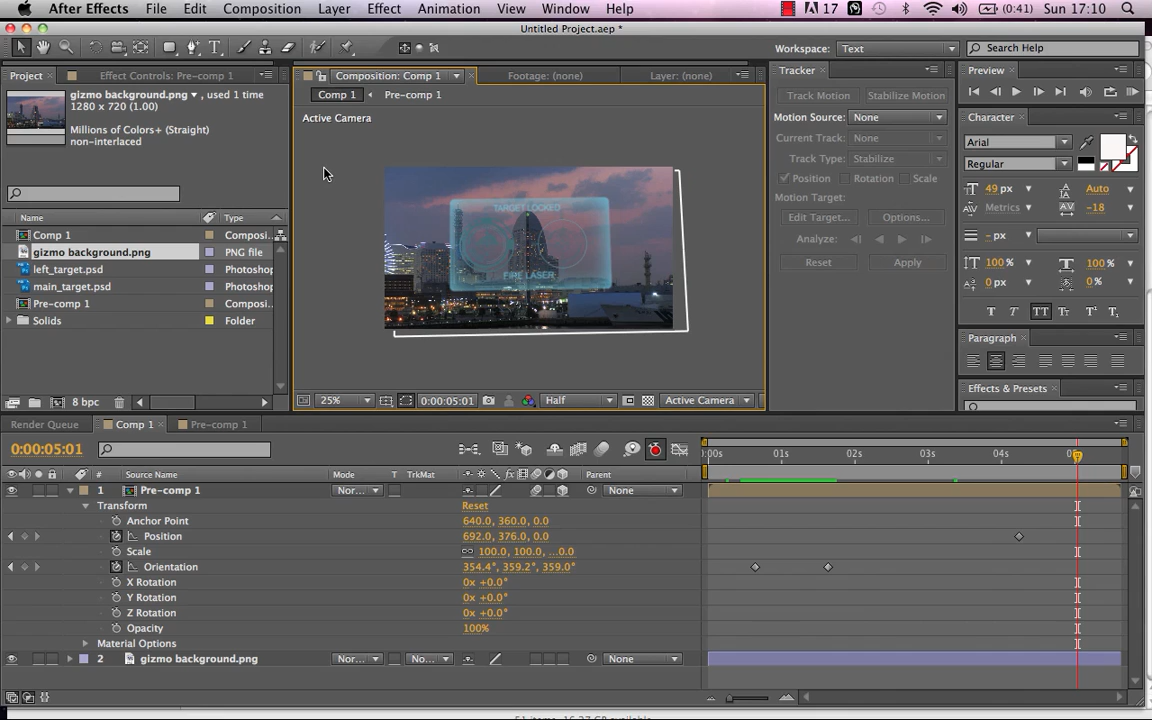 After Effects File Edit Composition Layer Effect Animation View Window Help 17 (0:41) Sun 17:10
Untitled Project.aep *
Workspace: Text Search Help
Project Effect Controls: Pre-comp 1
gizmo background.png , used 1 time
1280 x 720 (1.00)
Millions of Colors+ (Straight)
non-interlaced
Name Type
Comp 1 Composi...
gizmo background.png PNG file
left_target.psd Photoshop
main_target.psd Photoshop
Pre-comp 1 Composi...
Solids Folder
8 bpc
Composition: Comp 1 Footage: (none) Layer: (none)
Comp 1 Pre-comp 1
Active Camera
TARGET LOCKED
FIRE LASER
25% 0:00:05:01 Half Active Camera
Tracker
Track Motion Stabilize Motion
Motion Source: None
Current Track: None
Track Type: Stabilize
Position Rotation Scale
Motion Target:
Edit Target... Options...
Analyze:
Reset Apply
Preview
Character
Arial
Regular
49 px Auto
Metrics -18
- px
100% 100%
0 px 0%
T T TT Tr T¹ T₁
Paragraph
Effects & Presets
Render Queue Comp 1 Pre-comp 1
0:00:05:01
:00s 01s 02s 03s 04s
# Source Name Mode T TrkMat Parent
1 Pre-comp 1 Nor... None
Transform Reset
Anchor Point 640.0, 360.0, 0.0
Position 692.0, 376.0, 0.0
Scale 100.0, 100.0, ...0.0%
Orientation 354.4°, 359.2°, 359.0°
X Rotation 0x +0.0°
Y Rotation 0x +0.0°
Z Rotation 0x +0.0°
Opacity 100%
Material Options
2 gizmo background.png Nor... No... None